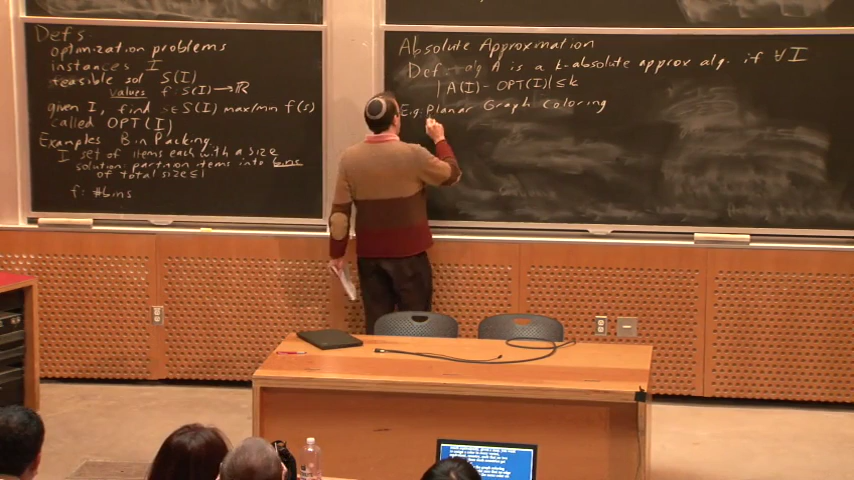 Defs.
optimization problems
instances I
feasible sol S(I)
values f: S(I)→ℝ
given I, find s∈S(I) max/min f(s)
called OPT(I)
Examples Bin Packing
I set of items each with a size
solution: partition items into bins
of total size ≤1
f: #bins
Absolute Approximation
Def: alg A is a k-absolute approx alg. if ∀I
|A(I)-OPT(I)|≤k
E.g. Planar Graph Coloring